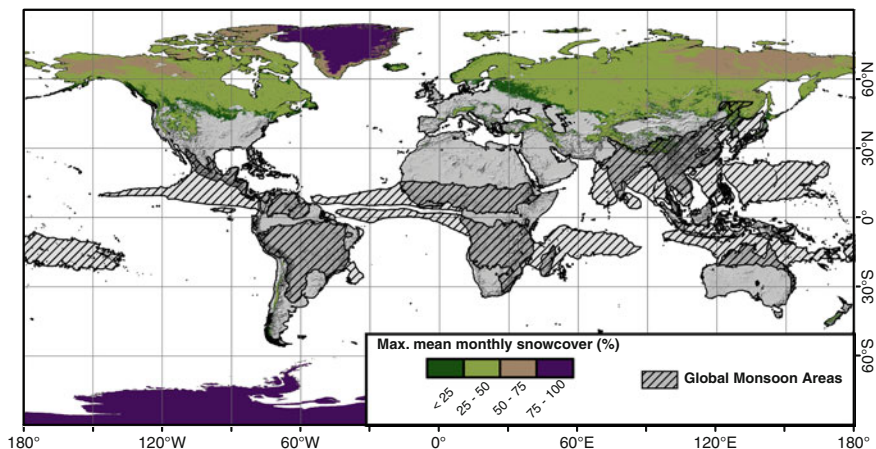 60°N
30°N
0°
30°S
60°S
Max. mean monthly snowcover (%)
< 25
25 - 50
50 - 75
75 - 100
Global Monsoon Areas
180°
120°W
60°W
0°
60°E
120°E
180°